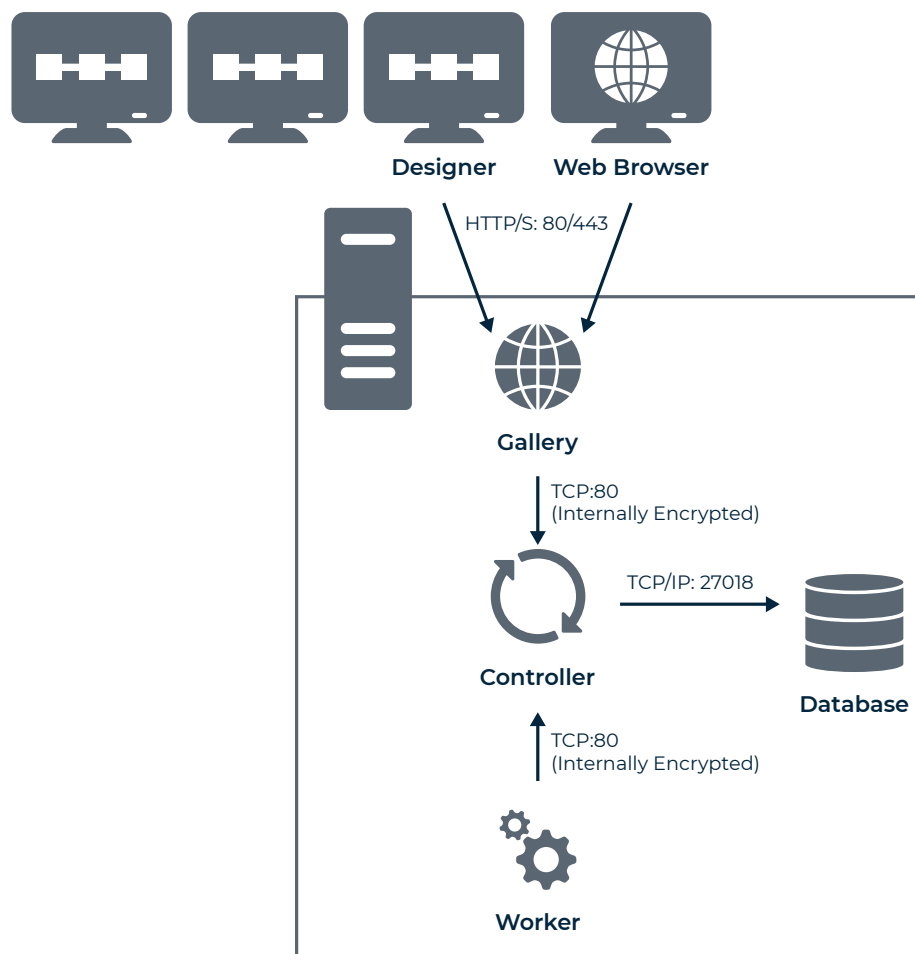 Designer
Web Browser
HTTP/S: 80/443
Gallery
TCP:80
(Internally Encrypted)
TCP/IP: 27018
Controller
Database
TCP:80
(Internally Encrypted)
Worker